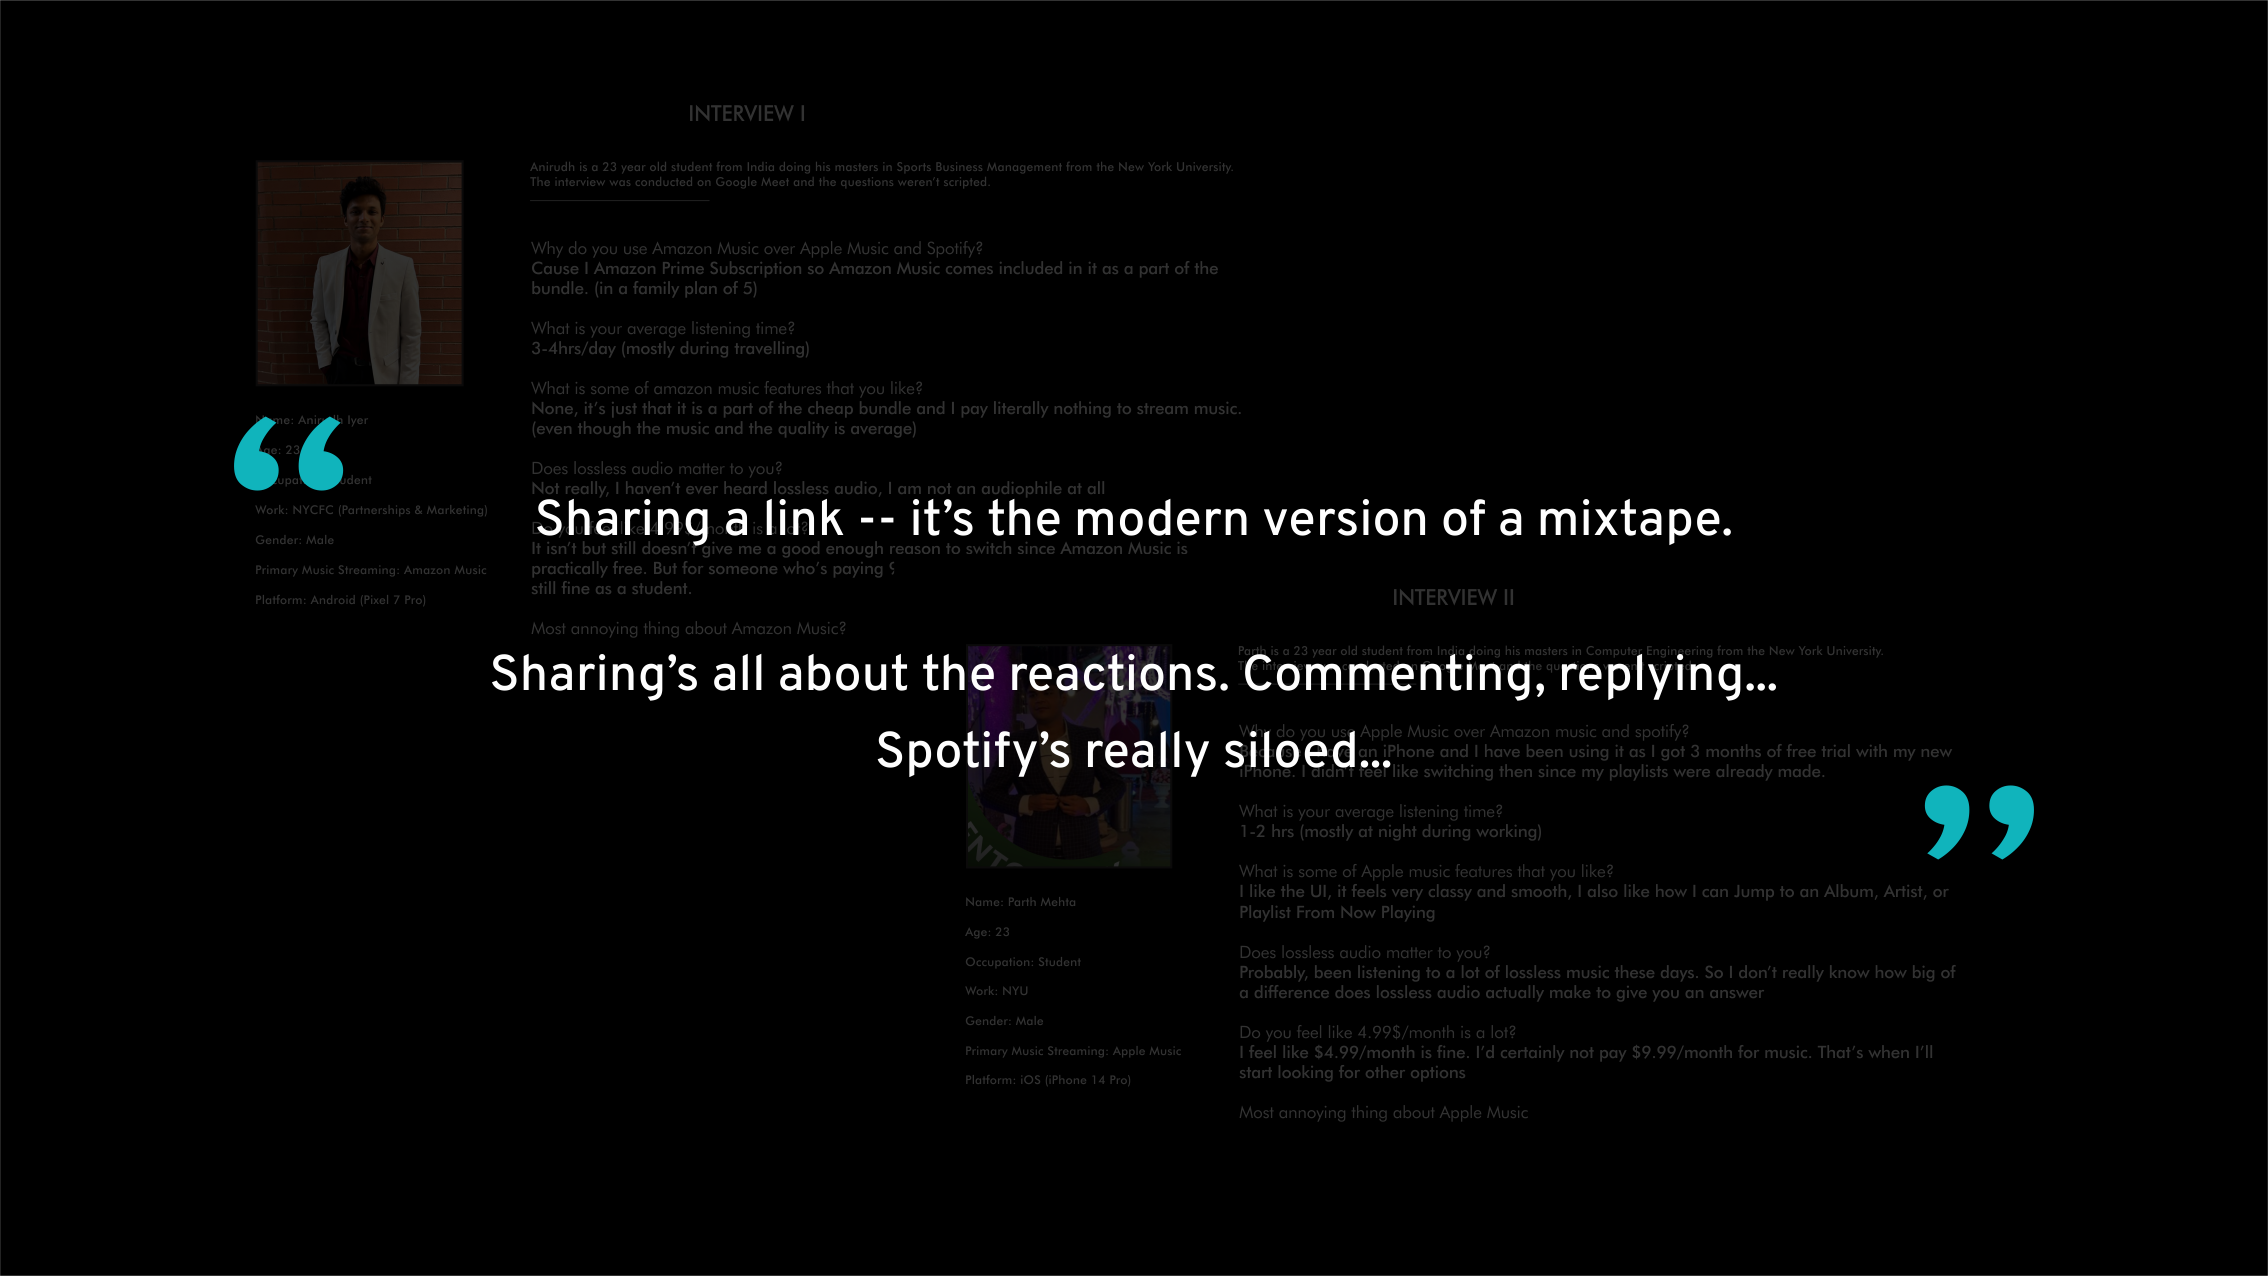 INTERVIEW I
Anirudh is a 23 year old student from India doing his masters in Sports Business Management from the New York University.
The interview was conducted on Google Meet and the questions weren't scripted.
Why do you use Amazon Music over Apple Music and Spotify?
Cause I Amazon Prime Subscription so Amazon Music comes included in it as a part of the
bundle. (in a family plan of 5)
What is your average listening time?
3-4hrs/day (mostly during travelling)
What is some of amazon music features that you like?
None, it's just that it is a part of the cheap bundle and I pay literally nothing to stream music.
(even though the music and the quality is average)
Does lossless audio matter to you?
Not really, I haven't ever heard lossless audio, I am not an audiophile at all
It isn't but still doesn't give me a good enough reason to switch since Amazon Music is
practically free. But for someone who's paying
still fine as a student.
Most annoying thing about Amazon Music?
Name: Anirudh Iyer
Age: 23
Occupation: Student
Work: NYCFC (Partnerships & Marketing)
Gender: Male
Primary Music Streaming: Amazon Music
Platform: Android (Pixel 7 Pro)
“
Sharing a link -- it’s the modern version of a mixtape.
Sharing’s all about the reactions. Commenting, replying...
Spotify’s really siloed...
”
INTERVIEW II
Parth is a 23 year old student from India doing his masters in Computer Engineering from the New York University.
Why do you use Apple Music over Amazon music and spotify?
an iPhone and I have been using it as I got 3 months of free trial with my new
iPhone. I didn't feel like switching then since my playlists were already made.
What is your average listening time?
1-2 hrs (mostly at night during working)
What is some of Apple music features that you like?
I like the UI, it feels very classy and smooth, I also like how I can Jump to an Album, Artist, or
Playlist From Now Playing
Does lossless audio matter to you?
Probably, been listening to a lot of lossless music these days. So I don't really know how big of
a difference does lossless audio actually make to give you an answer
Do you feel like 4.99$/month is a lot?
I feel like $4.99/month is fine. I'd certainly not pay $9.99/month for music. That's when I'll
start looking for other options
Most annoying thing about Apple Music
Name: Parth Mehta
Age: 23
Occupation: Student
Work: NYU
Gender: Male
Primary Music Streaming: Apple Music
Platform: iOS (iPhone 14 Pro)